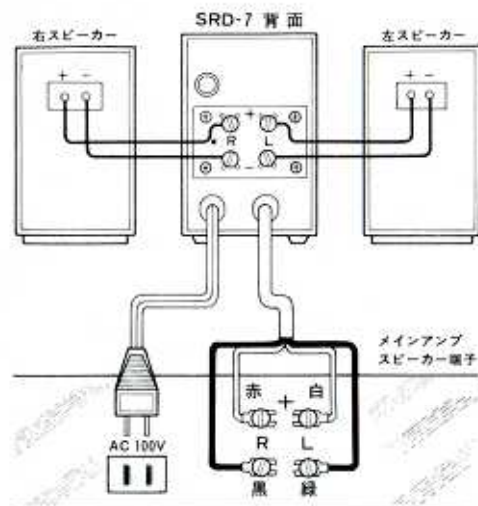 SRD-7 背面
右スピーカー
左スピーカー
+ −
+ −
+
R L
−
メインアンプ
スピーカー端子
赤 白
+
AC 100V
R L
黒 緑